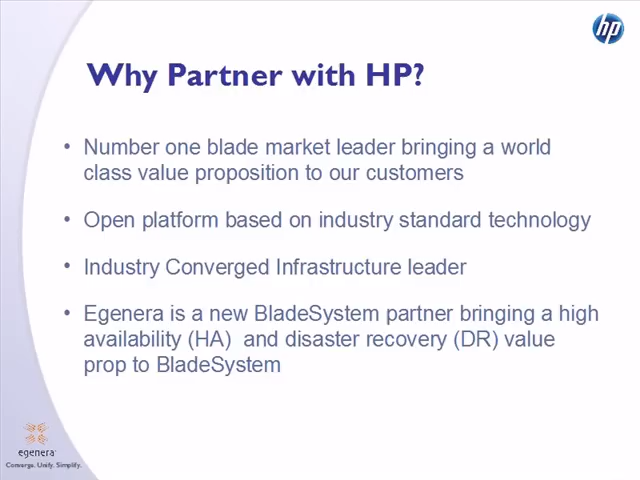 hp
Why Partner with HP?
• Number one blade market leader bringing a world
class value proposition to our customers
• Open platform based on industry standard technology
• Industry Converged Infrastructure leader
• Egenera is a new BladeSystem partner bringing a high
availability (HA) and disaster recovery (DR) value
prop to BladeSystem
egenera
Converge. Unify. Simplify.